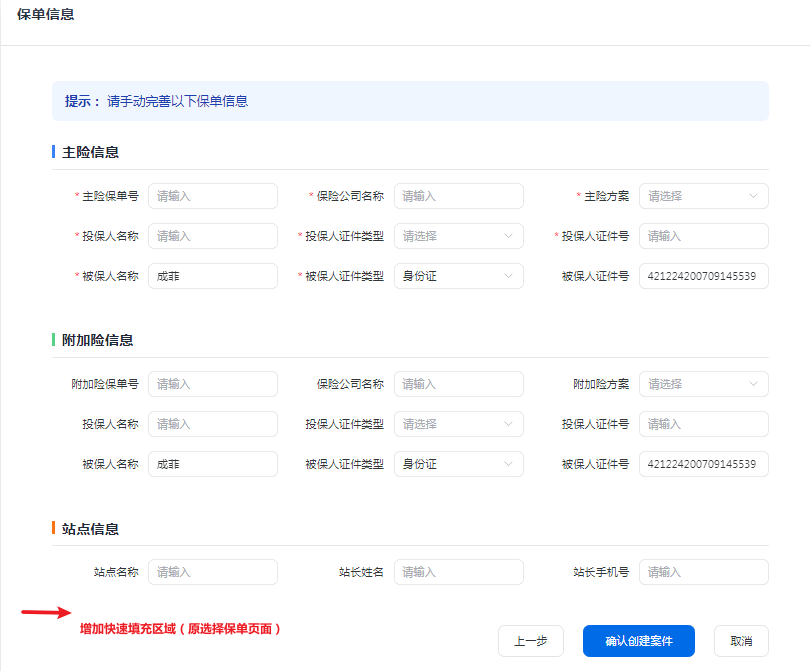 保单信息
提示： 请手动完善以下保单信息
主险信息
* 主险保单号 请输入 * 保险公司名称 请输入 * 主险方案 请选择
* 投保人名称 请输入 * 投保人证件类型 请选择 * 投保人证件号 请输入
* 被保人名称 成菲 * 被保人证件类型 身份证 被保人证件号 421224200709145539
附加险信息
附加险保单号 请输入 保险公司名称 请输入 附加险方案 请选择
投保人名称 请输入 投保人证件类型 请选择 投保人证件号 请输入
被保人名称 成菲 被保人证件类型 身份证 被保人证件号 421224200709145539
站点信息
站点名称 请输入 站长姓名 请输入 站长手机号 请输入
增加快速填充区域（原选择保单页面）
上一步 确认创建案件 取消